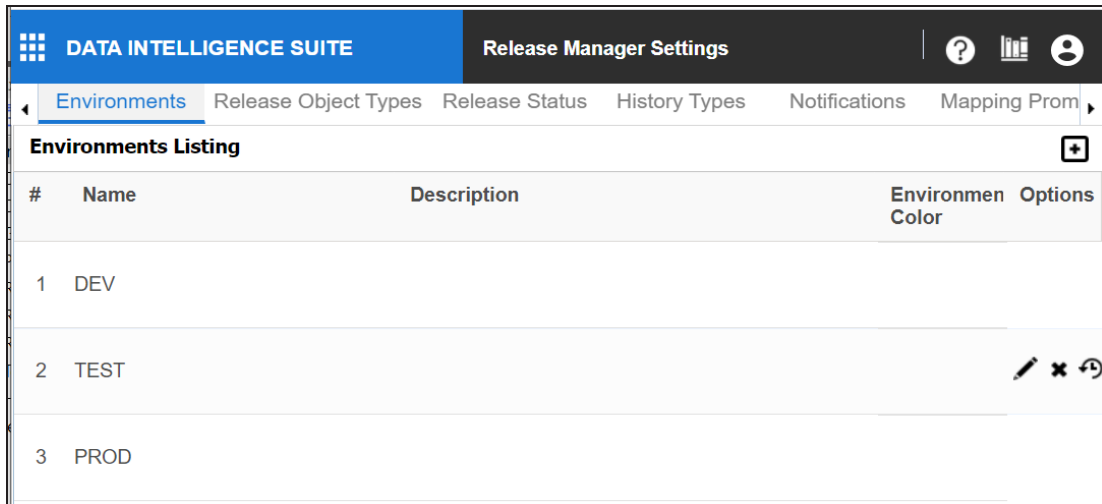 DATA INTELLIGENCE SUITE Release Manager Settings
Environments Release Object Types Release Status History Types Notifications Mapping Prom
Environments Listing
# Name Description Environmen Options
Color
1 DEV
2 TEST
3 PROD